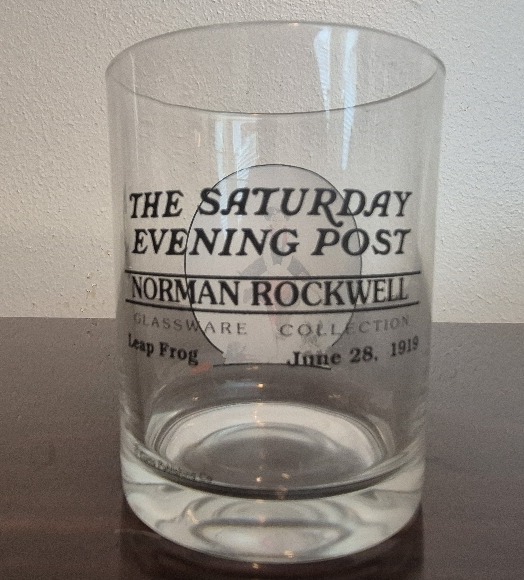 THE SATURDAY
EVENING POST
NORMAN ROCKWELL
GLASSWARE COLLECTION
Leap Frog June 28, 1919